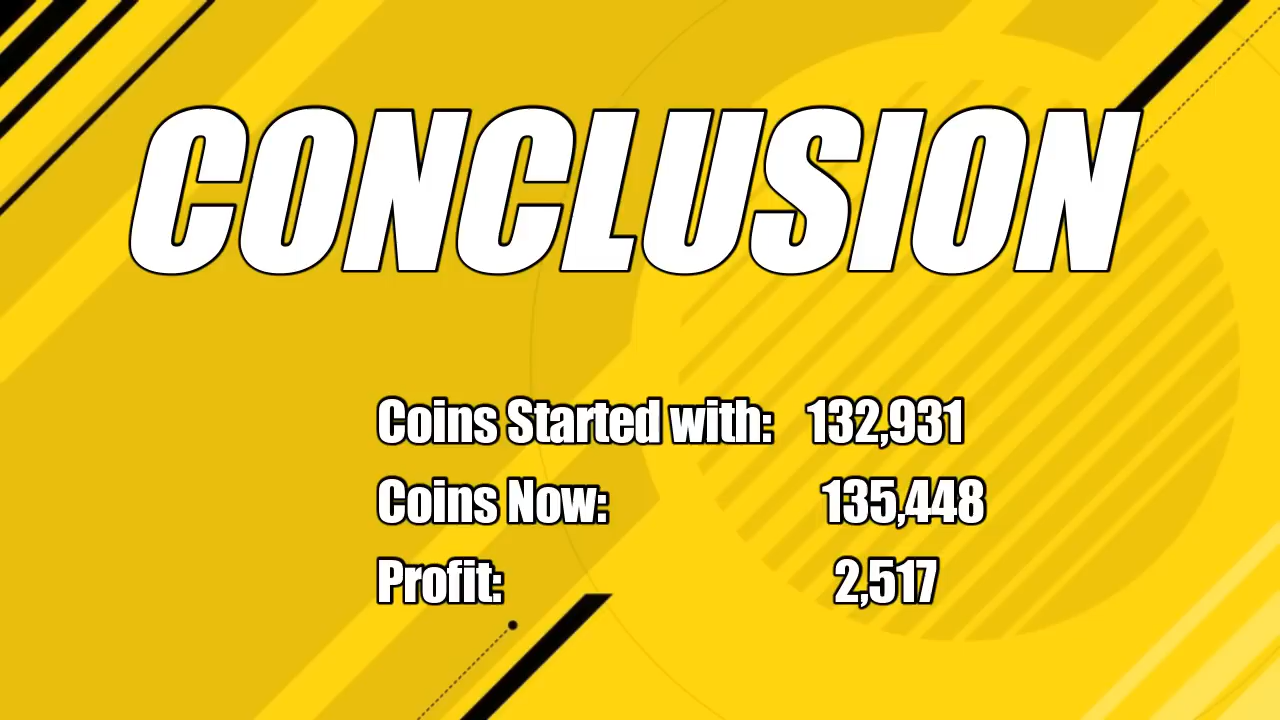 CONCLUSION
Coins Started with: 132,931
Coins Now: 135,448
Profit: 2,517